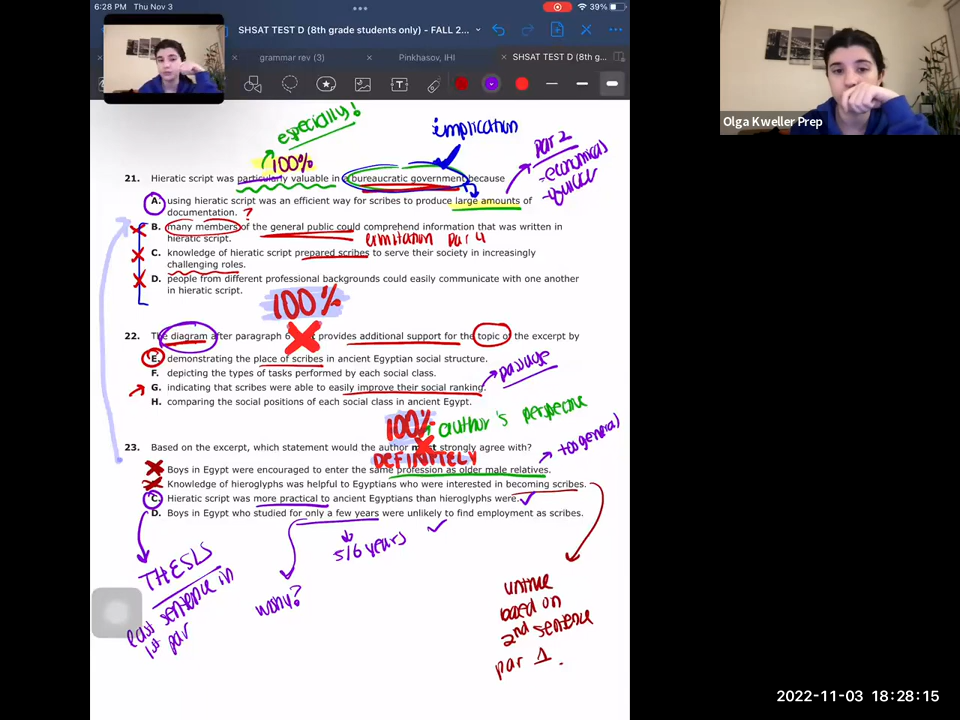 6:28 PM Thu Nov 3
39%
SHSAT TEST D (8th grade students only) - FALL 2...
grammar rev (3)
Pinkhasov, IHI
SHSAT TEST D (8th g...
Olga Kweller Prep
especially!
implication
100%
par 2
-economical
-quicker
21. Hieratic script was particularly valuable in a bureaucratic government because
A. using hieratic script was an efficient way for scribes to produce large amounts of
documentation. ?
B. many members of the general public could comprehend information that was written in
hieratic script.
limitation par 4
C. knowledge of hieratic script prepared scribes to serve their society in increasingly
challenging roles.
D. people from different professional backgrounds could easily communicate with one another
in hieratic script.
100%
22. The diagram after paragraph 6 provides additional support for the topic of the excerpt by
E. demonstrating the place of scribes in ancient Egyptian social structure.
F. depicting the types of tasks performed by each social class.
G. indicating that scribes were able to easily improve their social ranking.
passage
H. comparing the social positions of each social class in ancient Egypt.
100%
author's perspective
23. Based on the excerpt, which statement would the author most strongly agree with?
DEFINITELY
too general
Boys in Egypt were encouraged to enter the same profession as older male relatives.
Knowledge of hieroglyphs was helpful to Egyptians who were interested in becoming scribes.
C. Hieratic script was more practical to ancient Egyptians than hieroglyphs were.
D. Boys in Egypt who studied for only a few years were unlikely to find employment as scribes.
5/6 years
THESIS
last sentence in
1st par
why?
untrue
based on
2nd sentence
par 1.
2022-11-03 18:28:15